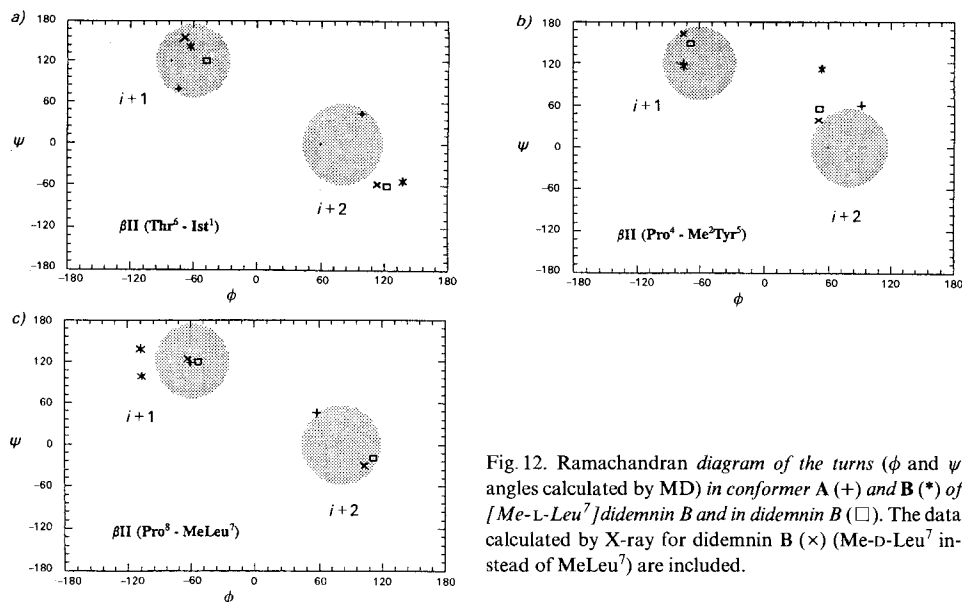 a)
180
120
60
ψ
0
−60
−120
−180
i + 1
i + 2
βII (Thr⁶ - Ist¹)
−180 −120 −60 0 60 120 180
ϕ
b)
180
120
60
ψ
0
−60
−120
−180
i + 1
i + 2
βII (Pro⁴ - Me²Tyr⁵)
−180 −120 −60 0 60 120 180
ϕ
c)
180
120
60
ψ
0
−60
−120
−180
i + 1
i + 2
βII (Pro⁸ - MeLeu⁷)
−180 −120 −60 0 60 120 180
ϕ
Fig. 12. Ramachandran diagram of the turns (ϕ and ψ
angles calculated by MD) in conformer A (+) and B (*) of
[Me-L-Leu⁷]didemnin B and in didemnin B (□). The data
calculated by X-ray for didemnin B (×) (Me-D-Leu⁷ in-
stead of MeLeu⁷) are included.